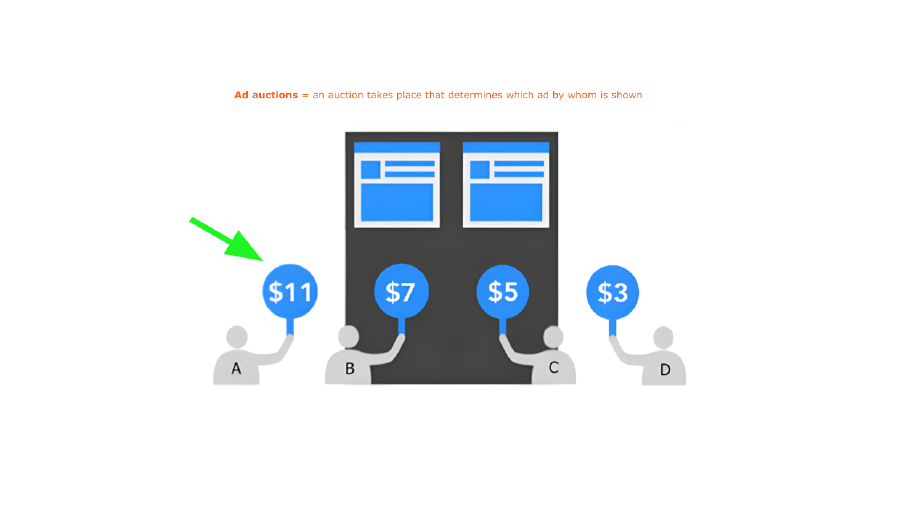 Ad auctions = an auction takes place that determines which ad by whom is shown
$11 $7 $5 $3
A B C D